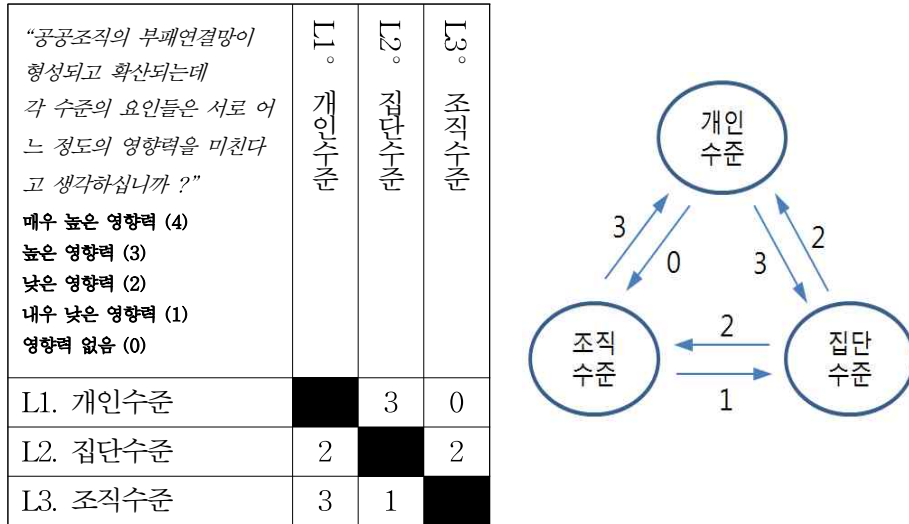 “공공조직의 부패연결망이
형성되고 확산되는데
각 수준의 요인들은 서로 어
느 정도의 영향력을 미친다
고 생각하십니까 ?”
매우 높은 영향력 (4)
높은 영향력 (3)
낮은 영향력 (2)
내우 낮은 영향력 (1)
영향력 없음 (0)
L1。개인수준
L2。집단수준
L3。조직수준
L1. 개인수준 3 0
L2. 집단수준 2 2
L3. 조직수준 3 1
개인
수준
3
0
3
2
조직
수준
2
1
집단
수준